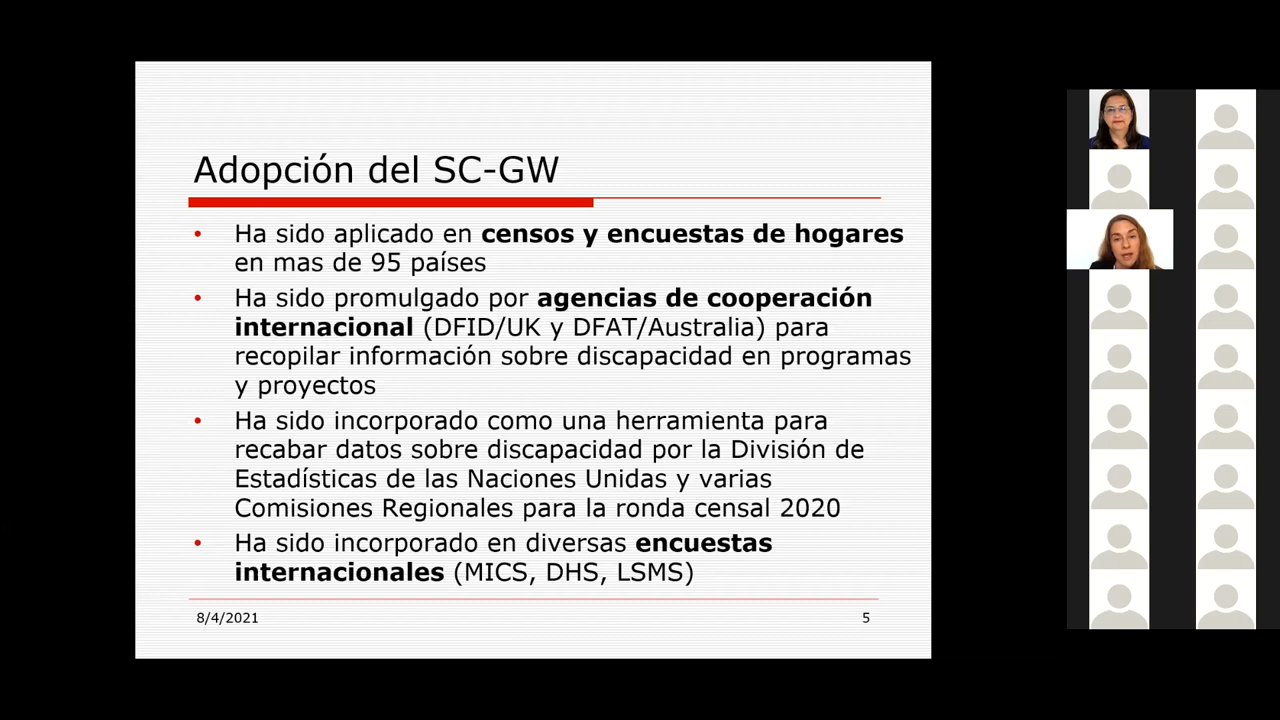 Adopción del SC-GW
• Ha sido aplicado en censos y encuestas de hogares
en mas de 95 países
• Ha sido promulgado por agencias de cooperación
internacional (DFID/UK y DFAT/Australia) para
recopilar información sobre discapacidad en programas
y proyectos
• Ha sido incorporado como una herramienta para
recabar datos sobre discapacidad por la División de
Estadísticas de las Naciones Unidas y varias
Comisiones Regionales para la ronda censal 2020
• Ha sido incorporado en diversas encuestas
internacionales (MICS, DHS, LSMS)
8/4/2021 5